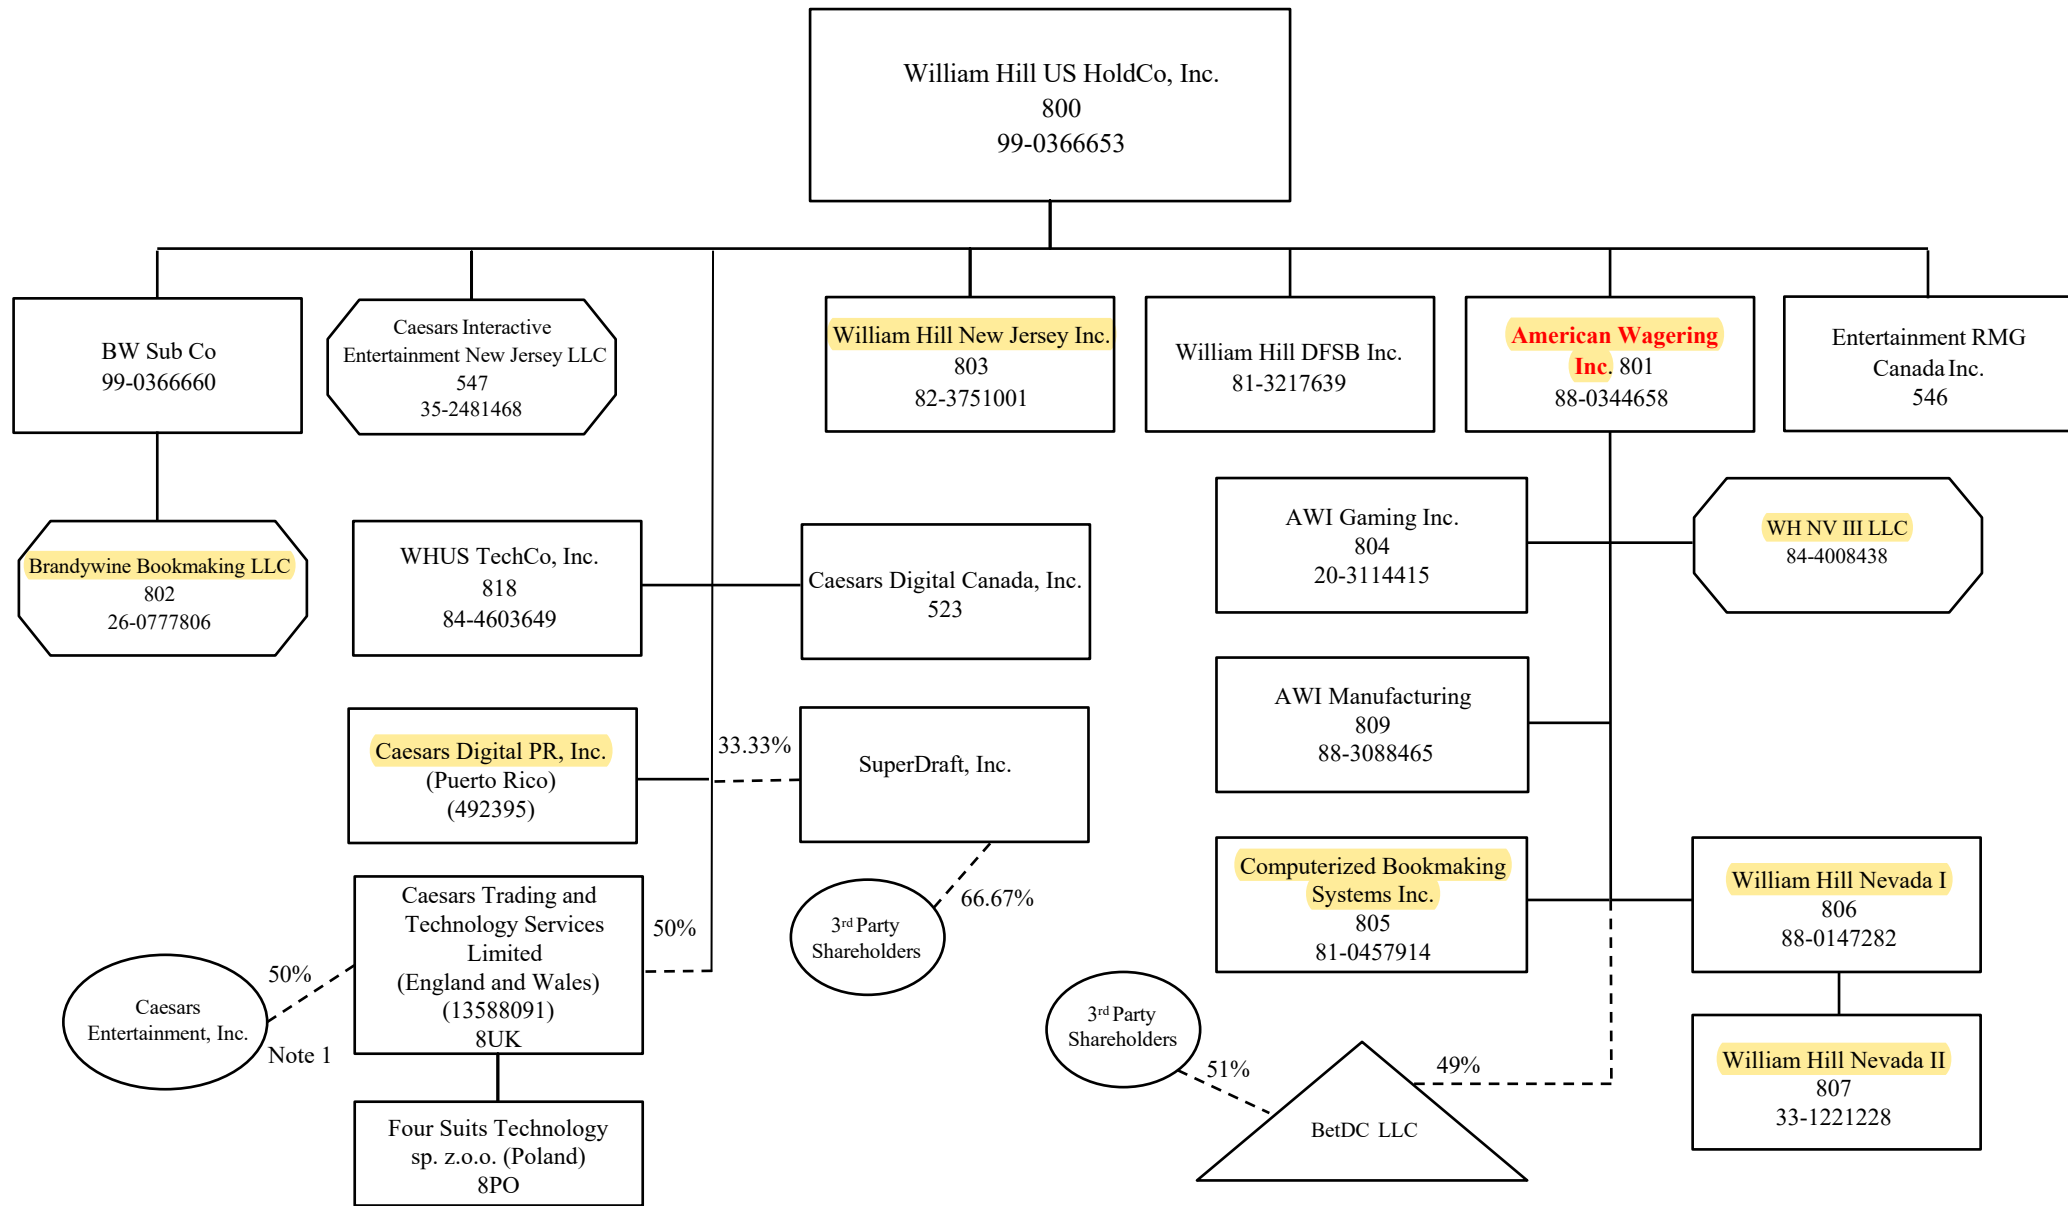 William Hill US HoldCo, Inc.
800
99-0366653
BW Sub Co
99-0366660
Caesars Interactive
Entertainment New Jersey LLC
547
35-2481468
William Hill New Jersey Inc.
803
82-3751001
William Hill DFSB Inc.
81-3217639
American Wagering
Inc. 801
88-0344658
Entertainment RMG
Canada Inc.
546
Brandywine Bookmaking LLC
802
26-0777806
WHUS TechCo, Inc.
818
84-4603649
Caesars Digital Canada, Inc.
523
AWI Gaming Inc.
804
20-3114415
WH NV III LLC
84-4008438
Caesars Digital PR, Inc.
(Puerto Rico)
(492395)
33.33%
SuperDraft, Inc.
AWI Manufacturing
809
88-3088465
Caesars Trading and
Technology Services
Limited
(England and Wales)
(13588091)
8UK
50%
50%
Caesars
Entertainment, Inc.
Note 1
3rd Party
Shareholders
66.67%
Computerized Bookmaking
Systems Inc.
805
81-0457914
William Hill Nevada I
806
88-0147282
3rd Party
Shareholders
51%
49%
BetDC LLC
William Hill Nevada II
807
33-1221228
Four Suits Technology
sp. z.o.o. (Poland)
8PO